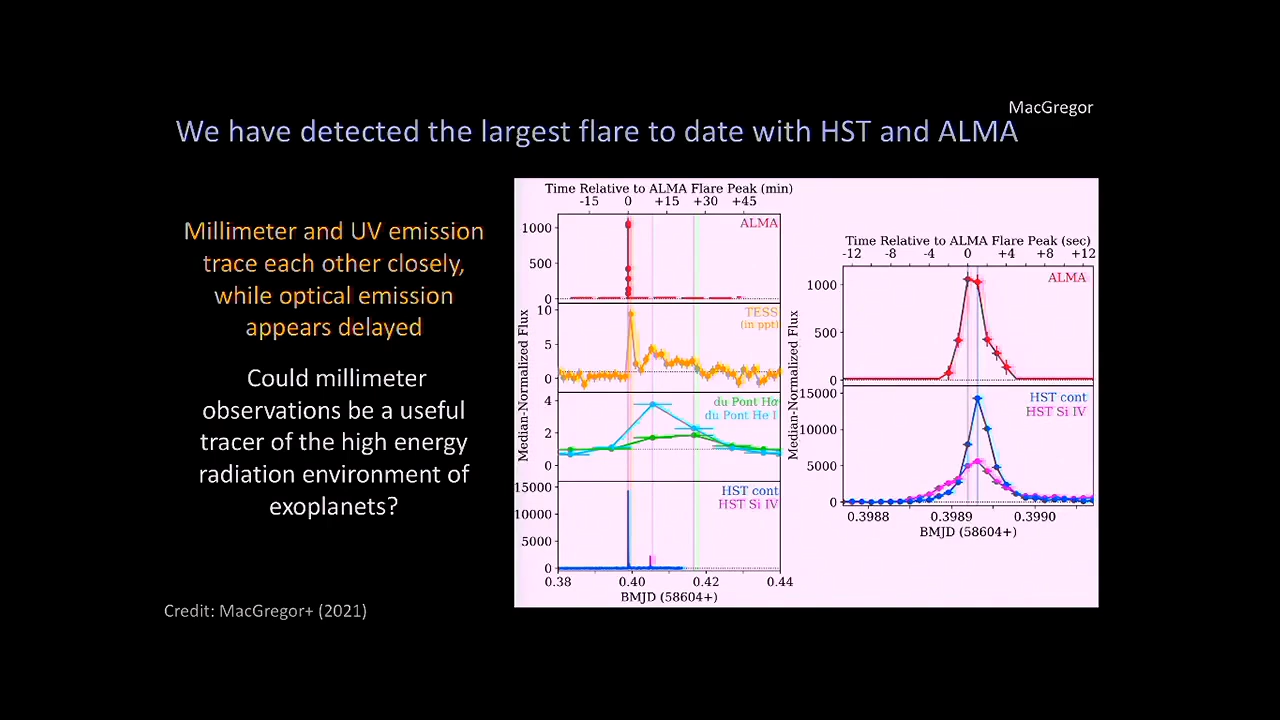 MacGregor
We have detected the largest flare to date with HST and ALMA
Millimeter and UV emission
trace each other closely,
while optical emission
appears delayed
Could millimeter
observations be a useful
tracer of the high energy
radiation environment of
exoplanets?
Credit: MacGregor+ (2021)
Time Relative to ALMA Flare Peak (min)
-15 0 +15 +30 +45
ALMA
1000
500
0
TESS
(in ppt)
10
5
0
du Pont Hα
du Pont He I
4
2
0
HST cont
HST Si IV
15000
10000
5000
0
Median-Normalized Flux
0.38 0.40 0.42 0.44
BMJD (58604+)
Time Relative to ALMA Flare Peak (sec)
-12 -8 -4 0 +4 +8 +12
ALMA
1000
500
0
HST cont
HST Si IV
15000
10000
5000
0
Median-Normalized Flux
0.3988 0.3989 0.3990
BMJD (58604+)